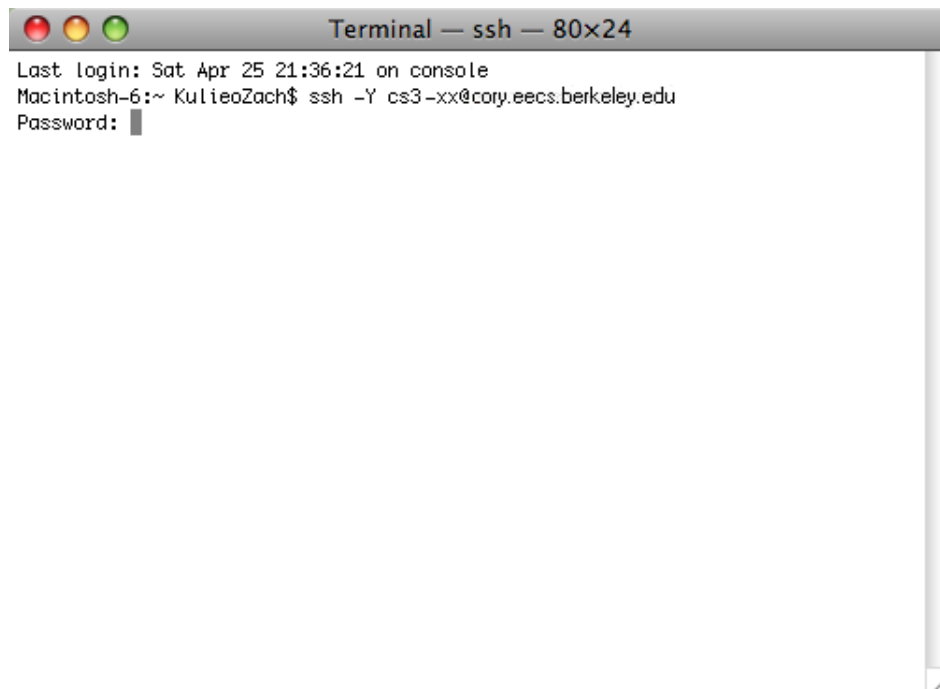 Terminal — ssh — 80×24
Last login: Sat Apr 25 21:36:21 on console
Macintosh-6:~ KulieoZach$ ssh -Y cs3-xx@cory.eecs.berkeley.edu
Password: